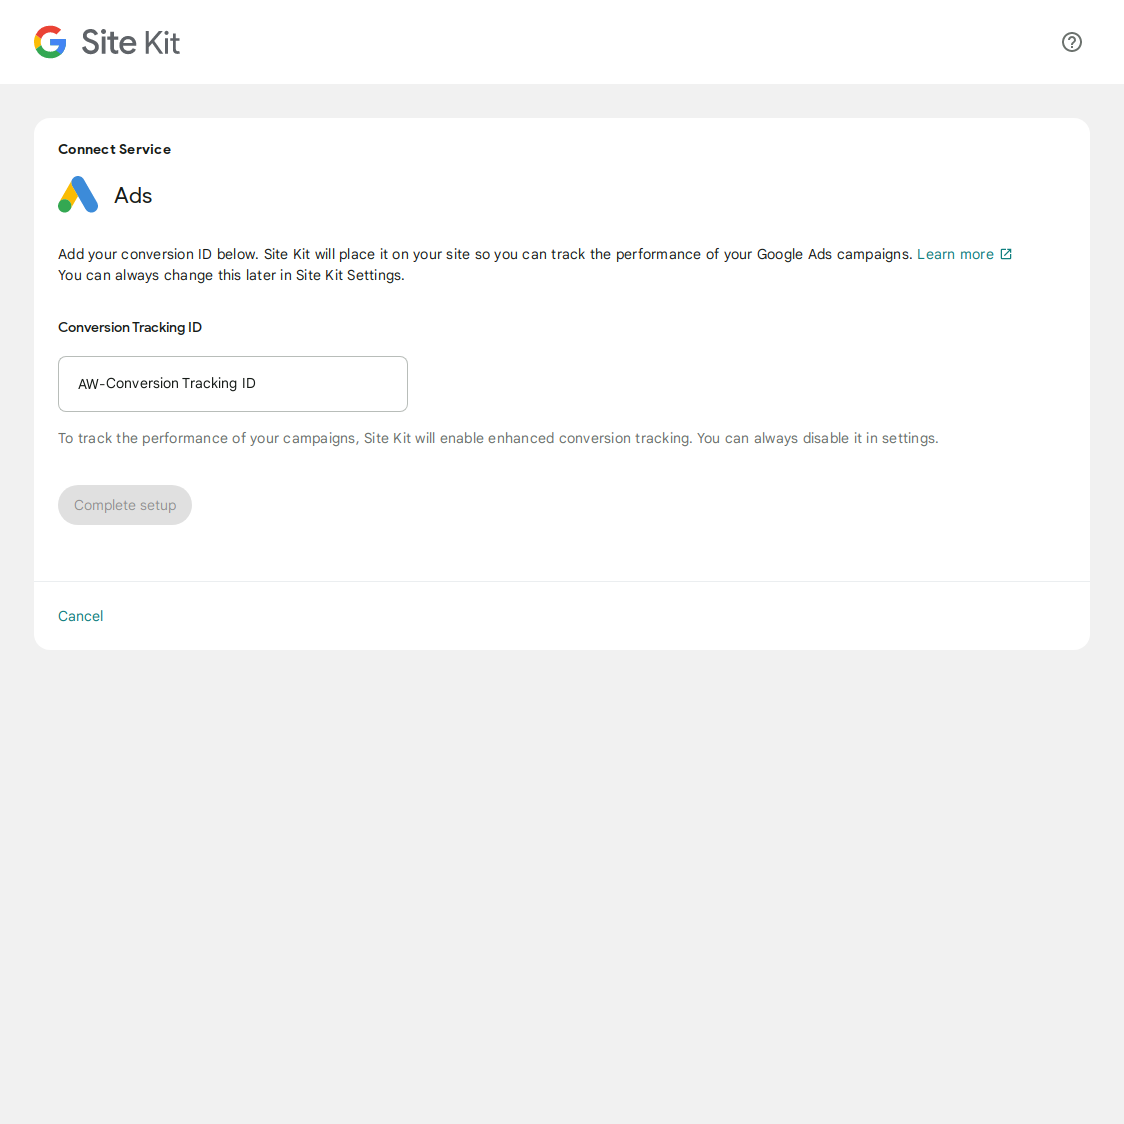 Site Kit
Connect Service
Ads
Add your conversion ID below. Site Kit will place it on your site so you can track the performance of your Google Ads campaigns. Learn more
You can always change this later in Site Kit Settings.
Conversion Tracking ID
AW-Conversion Tracking ID
To track the performance of your campaigns, Site Kit will enable enhanced conversion tracking. You can always disable it in settings.
Complete setup
Cancel